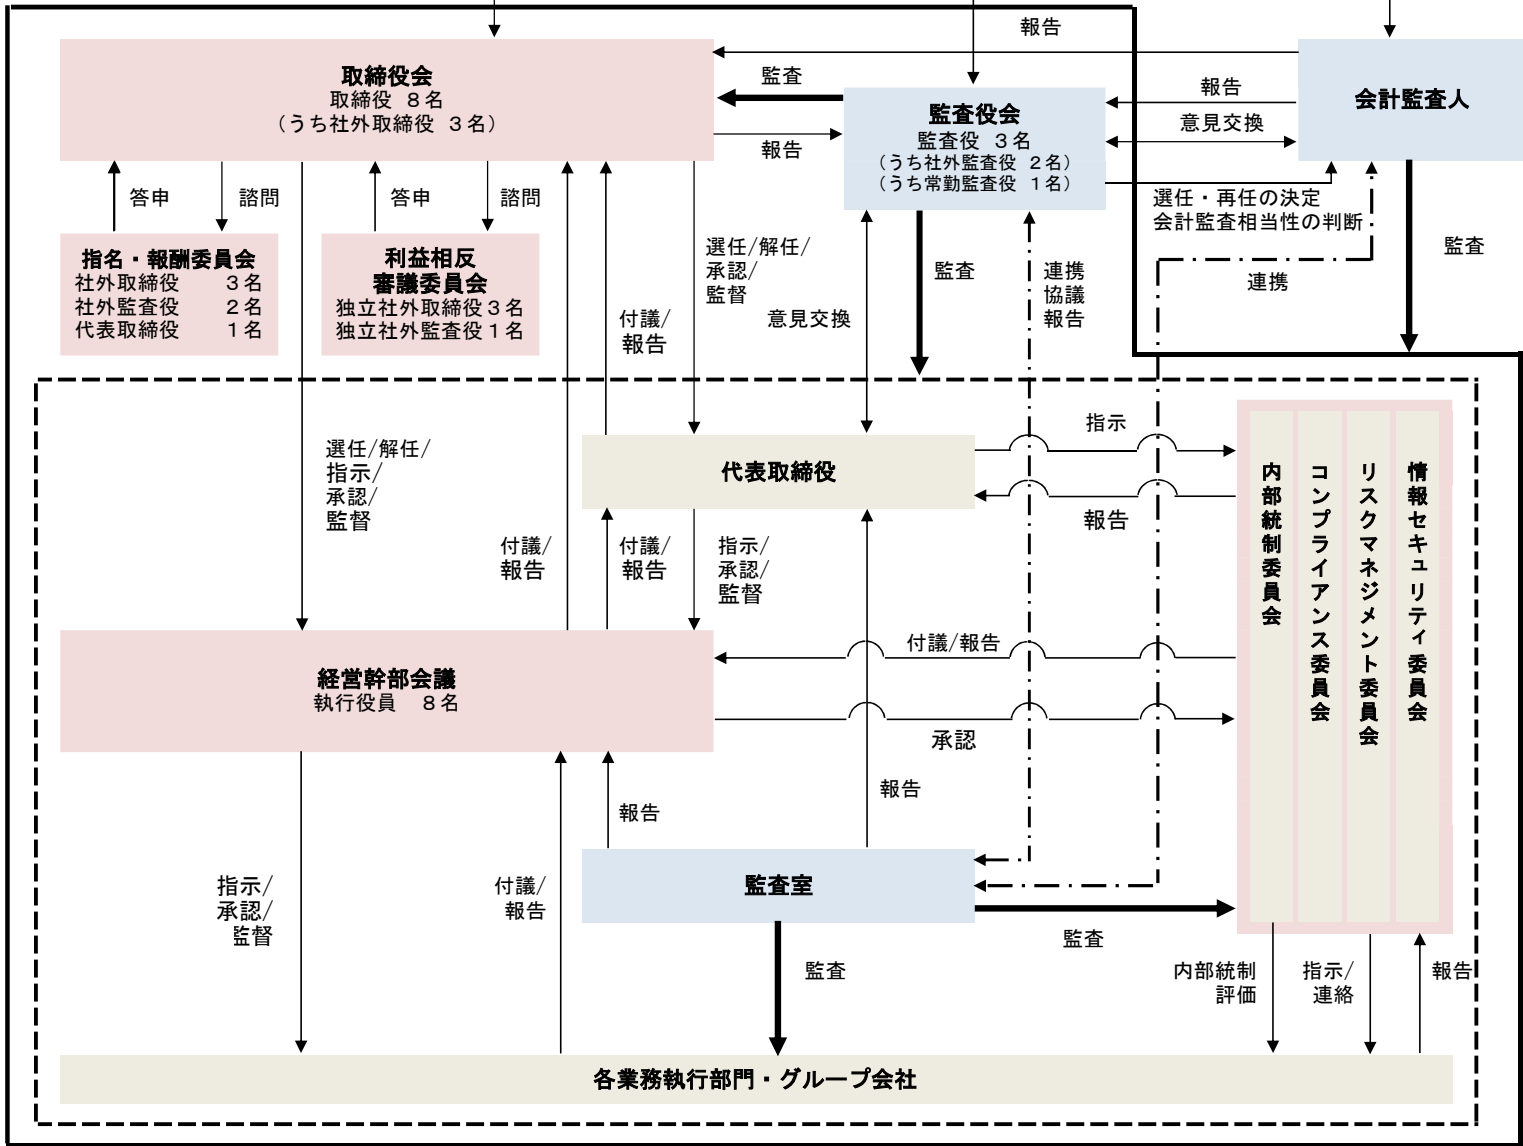 報告
取締役会
取締役 8名
（うち社外取締役 3名）
監査
報告
監査役会
監査役 3名
（うち社外監査役 2名）
（うち常勤監査役 1名）
報告
意見交換
会計監査人
選任・再任の決定
会計監査相当性の判断
監査
連携
答申
諮問
答申
諮問
指名・報酬委員会
社外取締役 3名
社外監査役 2名
代表取締役 1名
利益相反
審議委員会
独立社外取締役3名
独立社外監査役1名
付議/
報告
選任/解任/
承認/
監督
意見交換
監査
連携
協議
報告
選任/解任/
指示/
承認/
監督
代表取締役
指示
報告
付議/
報告
付議/
報告
指示/
承認/
監督
内部統制委員会
コンプライアンス委員会
リスクマネジメント委員会
情報セキュリティ委員会
経営幹部会議
執行役員 8名
付議/報告
承認
報告
報告
指示/
承認/
監督
付議/
報告
監査室
監査
監査
内部統制
評価
指示/
連絡
報告
各業務執行部門・グループ会社